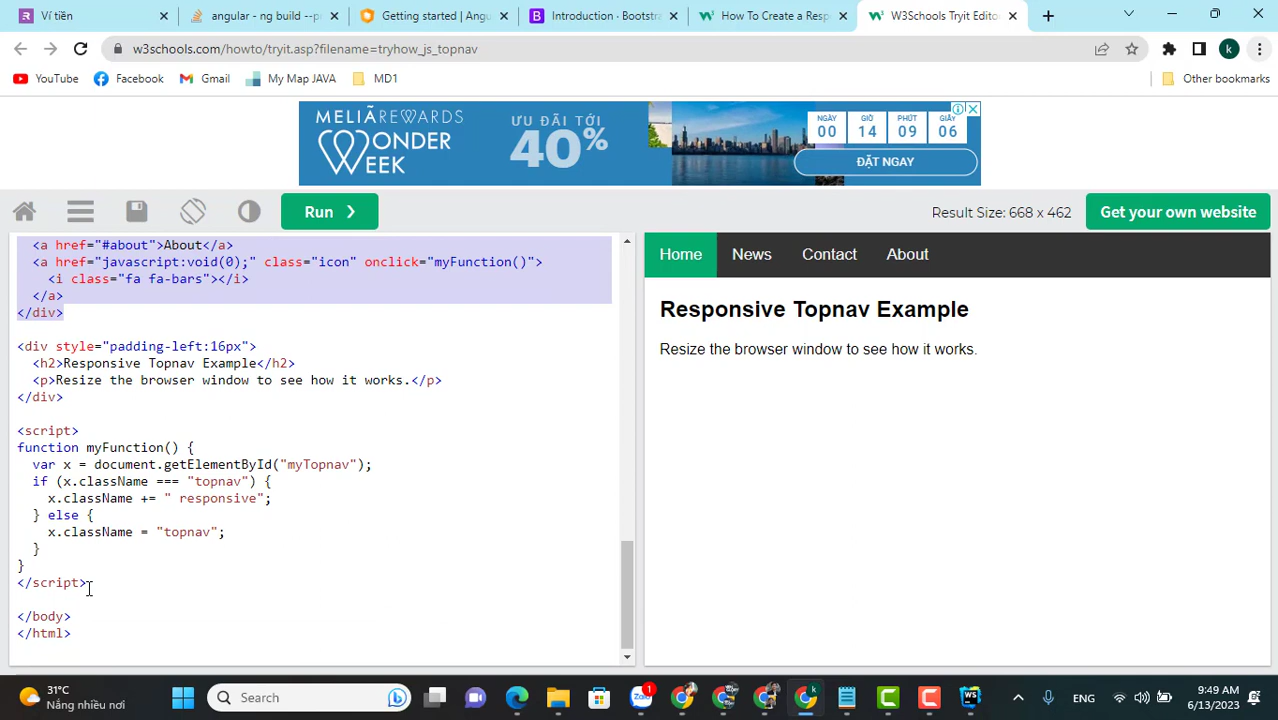 Ví tiền
angular - ng build --p
Getting started | Angu
Introduction · Bootstra
How To Create a Resp
W3Schools Tryit Editor
w3schools.com/howto/tryit.asp?filename=tryhow_js_topnav
k
YouTube
Facebook
Gmail
My Map JAVA
MD1
Other bookmarks
MELIÃREWARDS
WONDER
WEEK
ƯU ĐÃI TỚI
40%
NGÀY GIỜ PHÚT GIÂY
00 14 09 06
ĐẶT NGAY
Run ❯
Result Size: 668 x 462
Get your own website
<a href="#about">About</a>
<a href="javascript:void(0);" class="icon" onclick="myFunction()">
<i class="fa fa-bars"></i>
</a>
</div>
<div style="padding-left:16px">
<h2>Responsive Topnav Example</h2>
<p>Resize the browser window to see how it works.</p>
</div>
<script>
function myFunction() {
var x = document.getElementById("myTopnav");
if (x.className === "topnav") {
x.className += " responsive";
} else {
x.className = "topnav";
}
}
</script>
</body>
</html>
Home News Contact About
Responsive Topnav Example
Resize the browser window to see how it works.
31°C
Nắng nhiều nơi
Search
Zalo
1
k
ENG
9:49 AM
6/13/2023